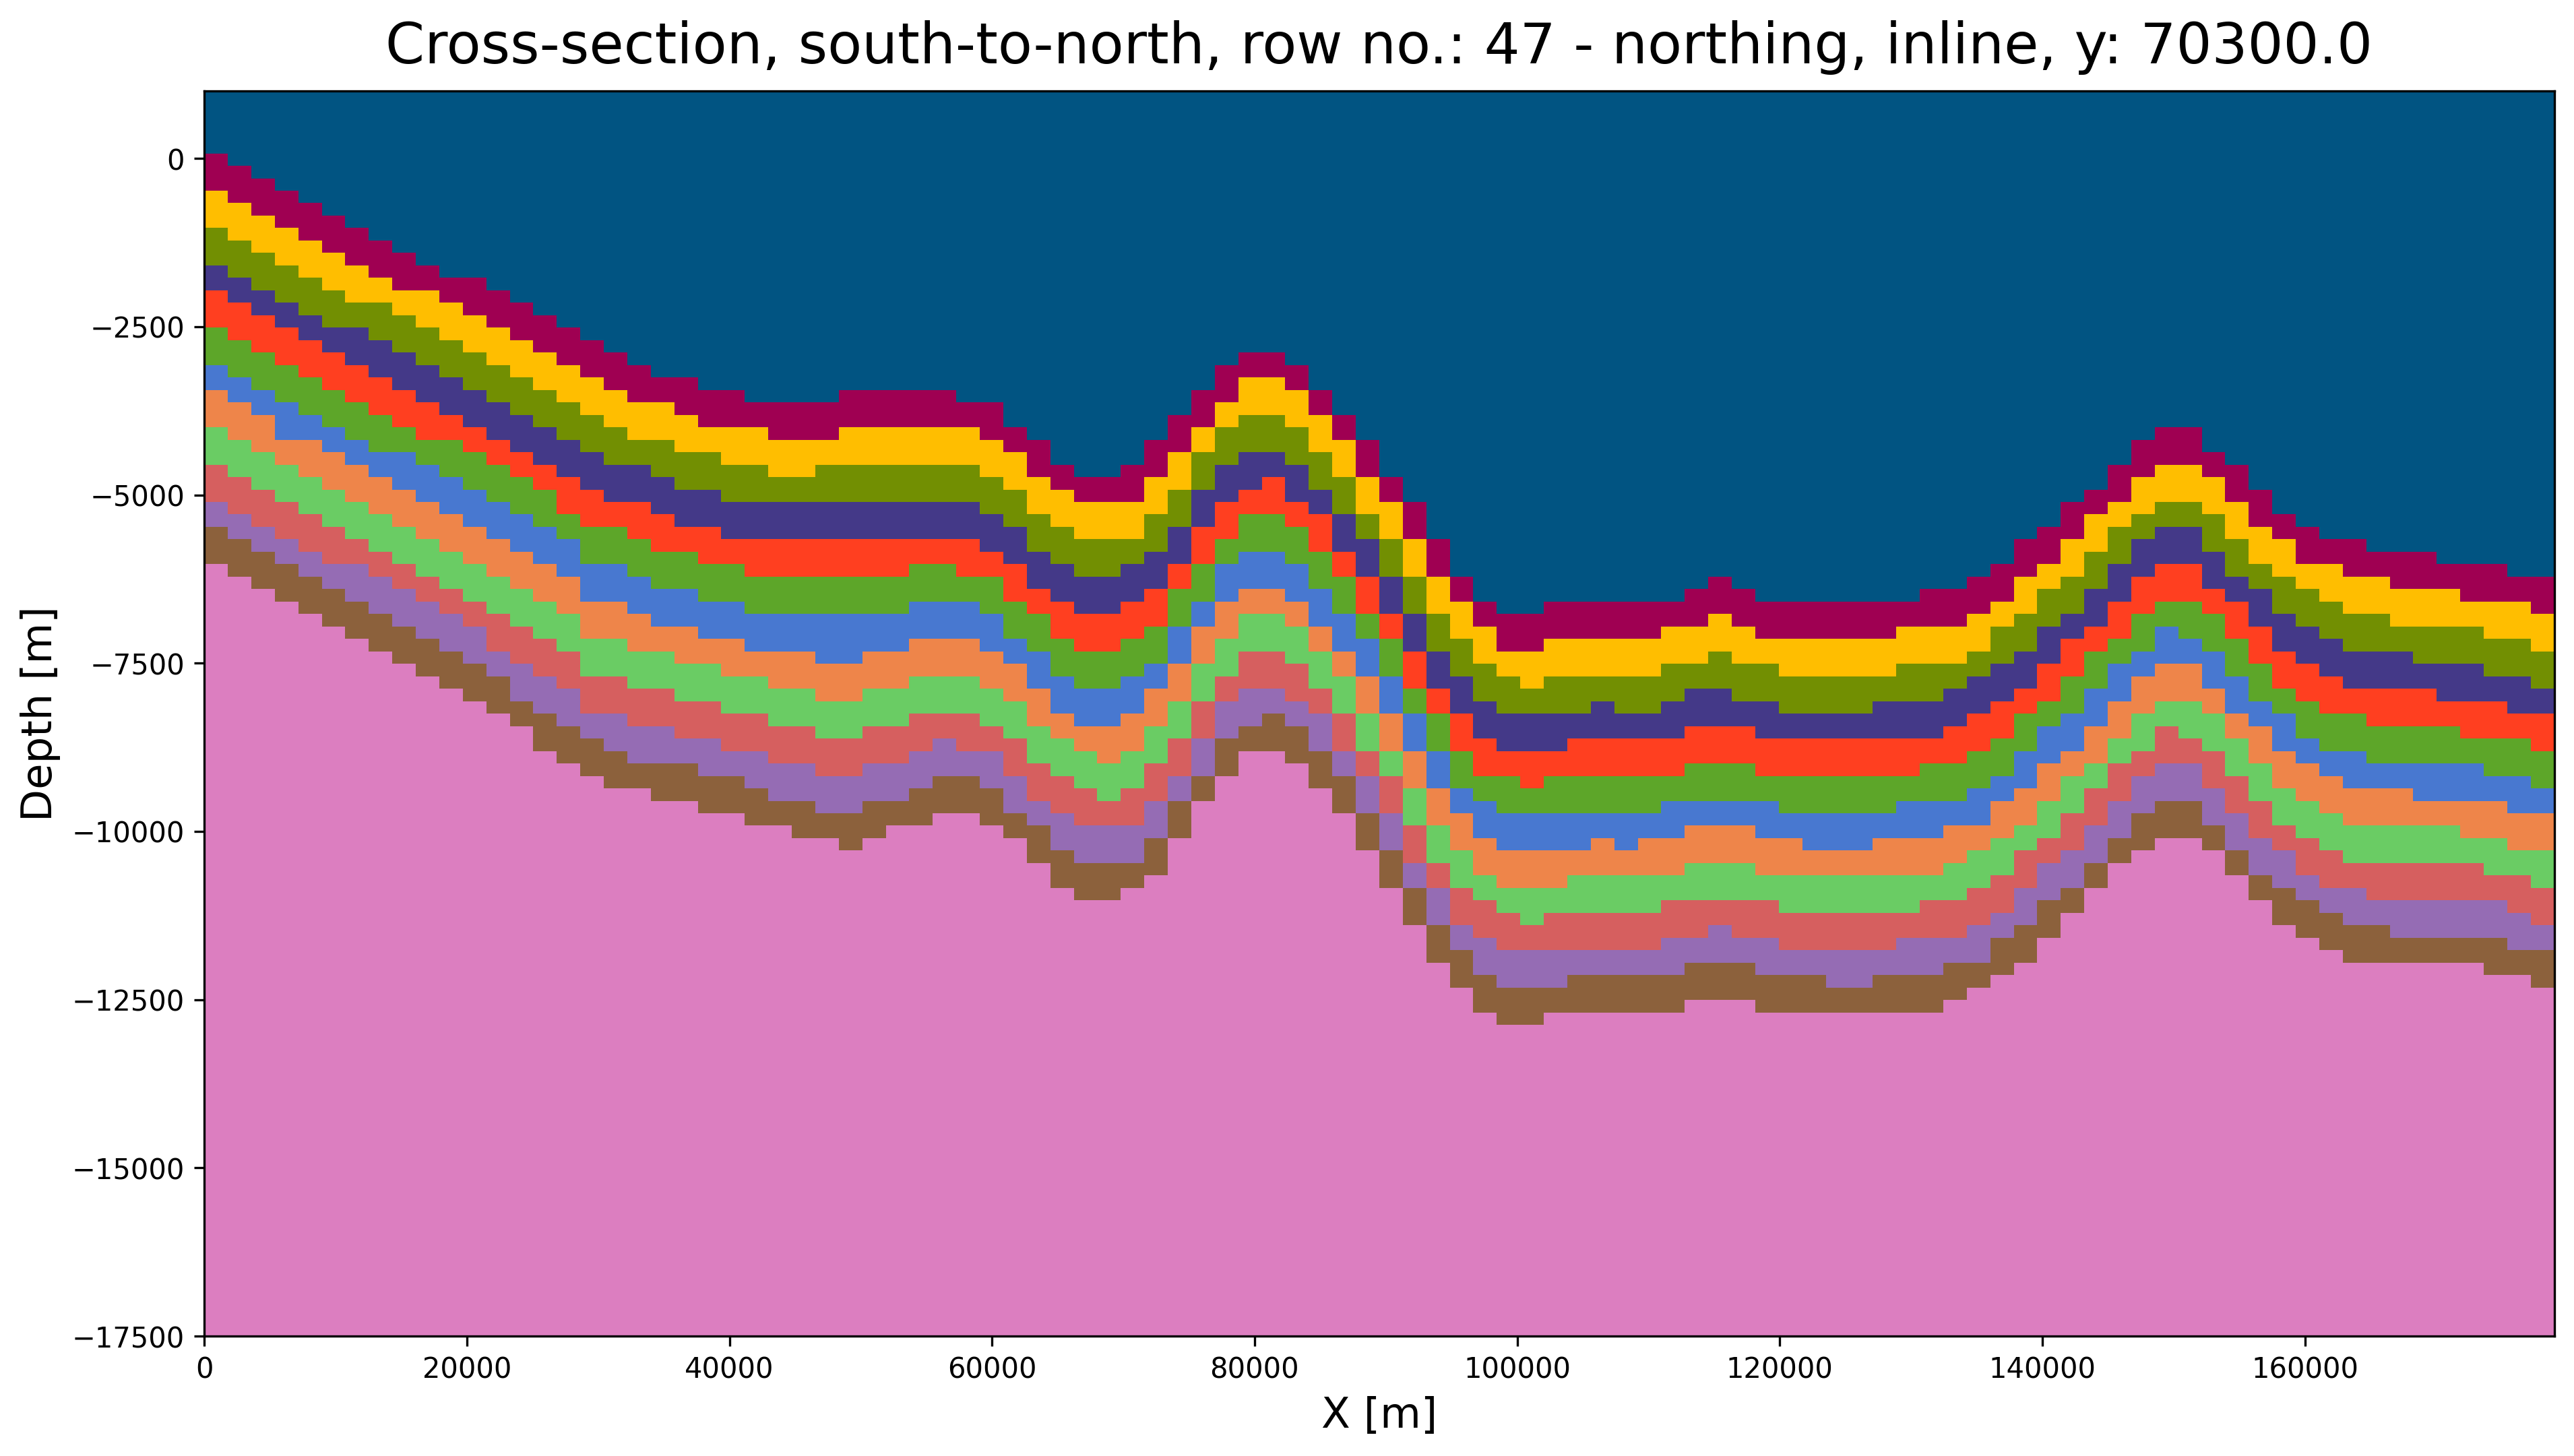 Cross-section, south-to-north, row no.: 47 - northing, inline, y: 70300.0
0
−2500
−5000
−7500
−10000
−12500
−15000
−17500
Depth [m]
0 20000 40000 60000 80000 100000 120000 140000 160000
X [m]